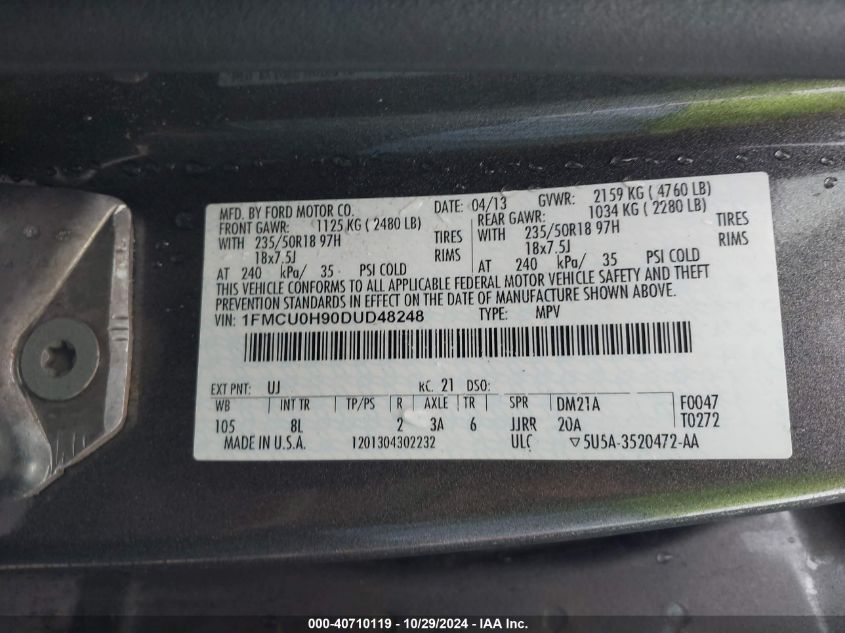 MFD. BY FORD MOTOR CO. DATE: 04/13 GVWR: 2159 KG ( 4760 LB)
FRONT GAWR: 1125 KG ( 2480 LB) REAR GAWR: 1034 KG ( 2280 LB)
WITH 235/50R18 97H TIRES WITH 235/50R18 97H TIRES
18x7.5J RIMS 18x7.5J RIMS
AT 240 kPa/ 35 PSI COLD AT 240 kPa/ 35 PSI COLD
THIS VEHICLE CONFORMS TO ALL APPLICABLE FEDERAL MOTOR VEHICLE SAFETY AND THEFT
PREVENTION STANDARDS IN EFFECT ON THE DATE OF MANUFACTURE SHOWN ABOVE.
VIN: 1FMCU0H90DUD48248 TYPE: MPV
EXT PNT: UJ RC: 21 DSO:
WB INT TR TP/PS R AXLE TR SPR DM21A F0047
105 8L 2 3A 6 JJRR 20A T0272
MADE IN U.S.A. 1201304302232 ULC ▽5U5A-3520472-AA
000-40710119 - 10/29/2024 - IAA Inc.